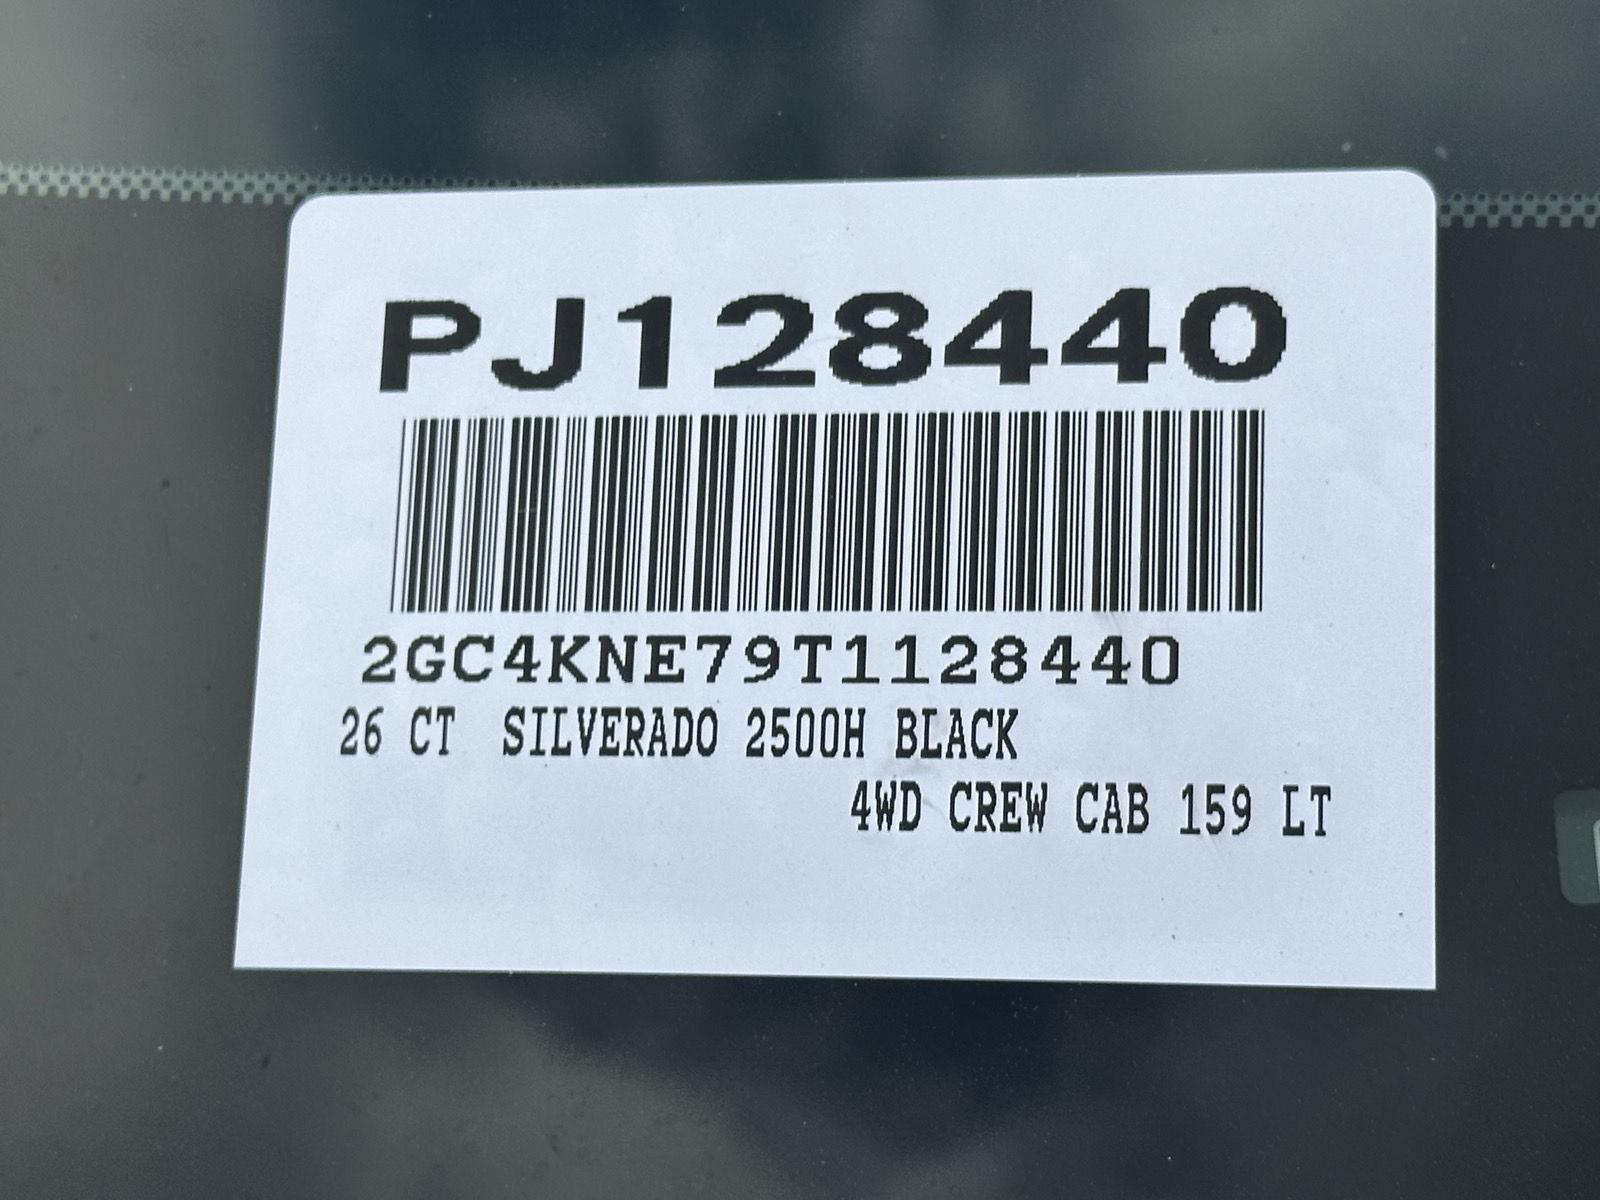 PJ128440
2GC4KNE79T1128440
26 CT SILVERADO 2500H BLACK
4WD CREW CAB 159 LT